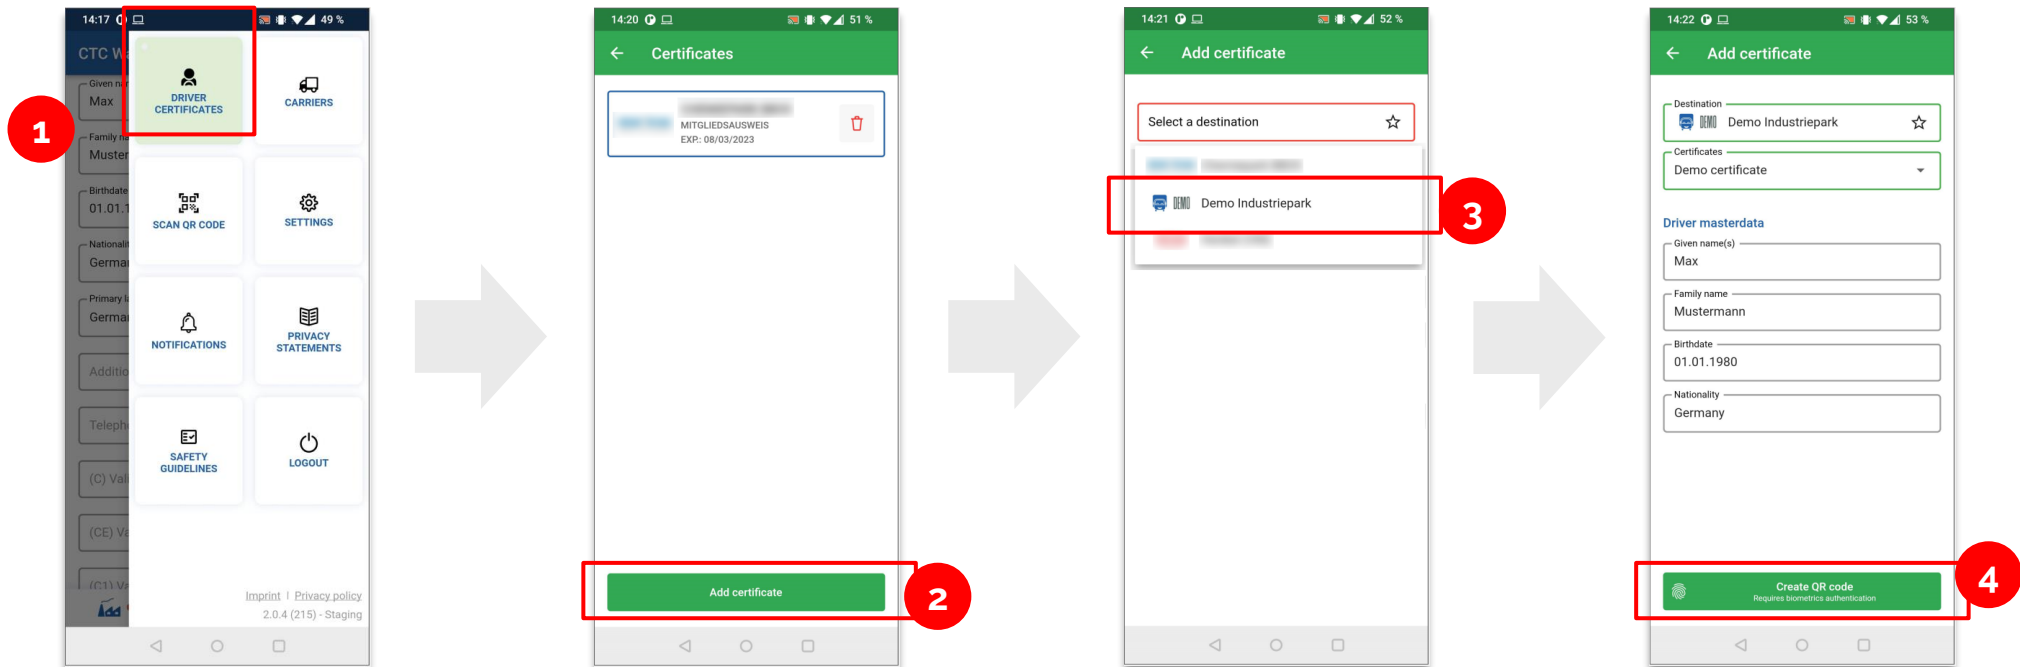 1
14:17
49 %
CTC W
Given n
Max
Family na
Muster
Birthdate
01.01.1
Nationalit
Germa
Primary la
Germa
Additio
Teleph
(C) Vali
(CE) Va
(C1) Va
DRIVER
CERTIFICATES
CARRIERS
SCAN QR CODE
SETTINGS
NOTIFICATIONS
PRIVACY
STATEMENTS
SAFETY
GUIDELINES
LOGOUT
Imprint | Privacy policy
2.0.4 (215) - Staging
14:20
51 %
Certificates
MITGLIEDSAUSWEIS
EXP.: 08/03/2023
Add certificate
2
14:21
52 %
Add certificate
Select a destination
DEMO Demo Industriepark
3
14:22
53 %
Add certificate
Destination
DEMO Demo Industriepark
Certificates
Demo certificate
Driver masterdata
Given name(s)
Max
Family name
Mustermann
Birthdate
01.01.1980
Nationality
Germany
Create QR code
Requires biometrics authentication
4